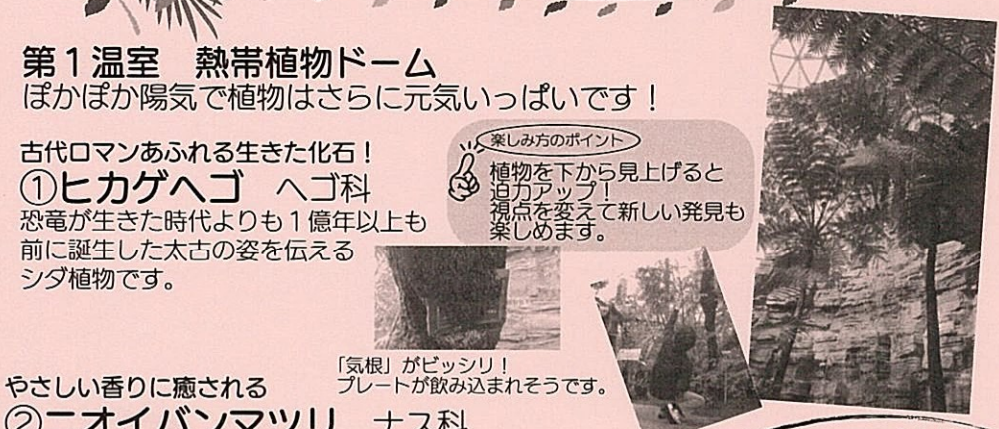 第1温室 熱帯植物ドーム
ぽかぽか陽気で植物はさらに元気いっぱいです！
古代ロマンあふれる生きた化石！
①ヒカゲヘゴ ヘゴ科
恐竜が生きた時代よりも１億年以上も
前に誕生した太古の姿を伝える
シダ植物です。
楽しみ方のポイント
植物を下から見上げると
迫力アップ！
視点を変えて新しい発見も
楽しめます。
「気根」がビッシリ！
プレートが飲み込まれそうです。
やさしい香りに癒される
②ニオイバンマツリ ナス科